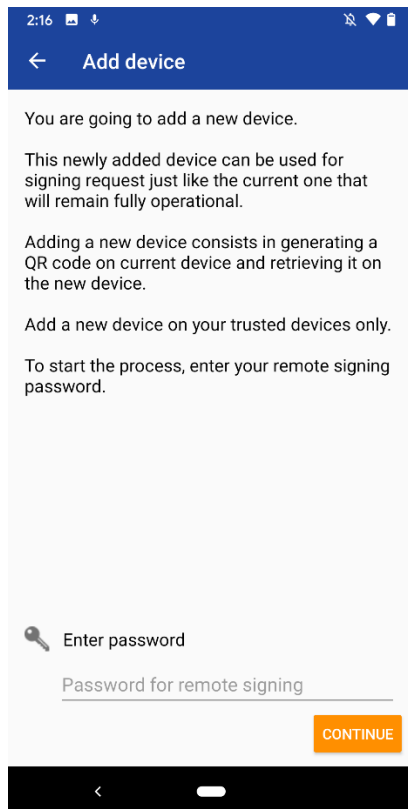 2:16
Add device
You are going to add a new device.
This newly added device can be used for
signing request just like the current one that
will remain fully operational.
Adding a new device consists in generating a
QR code on current device and retrieving it on
the new device.
Add a new device on your trusted devices only.
To start the process, enter your remote signing
password.
Enter password
Password for remote signing
CONTINUE